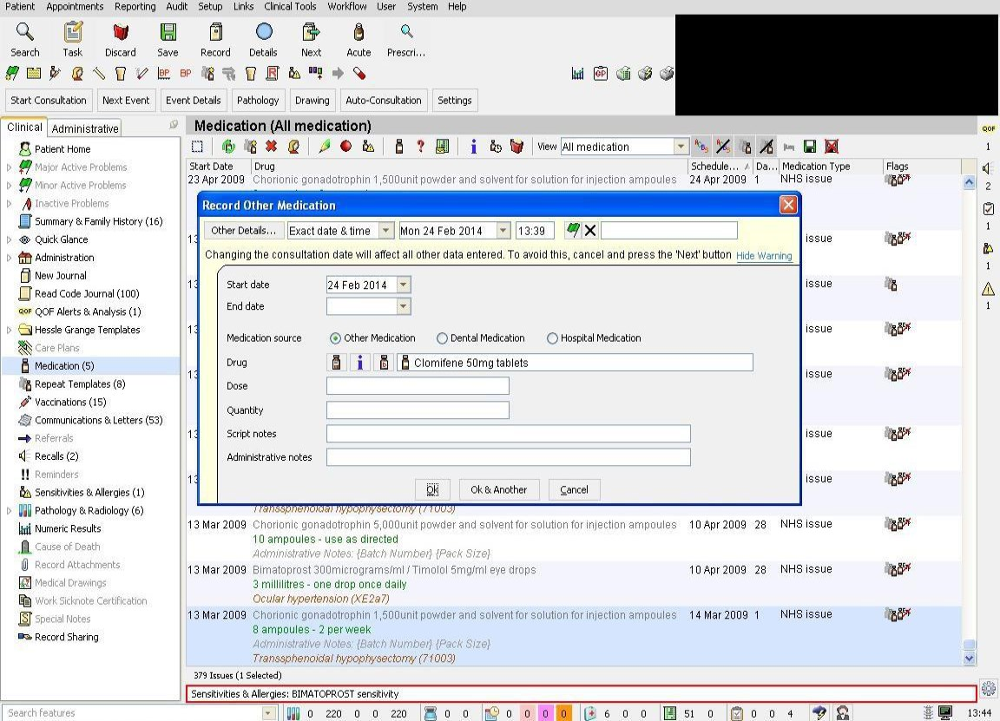 Patient Appointments Reporting Audit Setup Links Clinical Tools Workflow User System Help
Search Task Discard Save Record Details Next Acute Prescri...
BP BP R GP
Start Consultation Next Event Event Details Pathology Drawing Auto-Consultation Settings
Clinical Administrative
Patient Home
Major Active Problems
Minor Active Problems
Inactive Problems
Summary & Family History (16)
Quick Glance
Administration
New Journal
Read Code Journal (100)
QOF QOF Alerts & Analysis (1)
Hessle Grange Templates
Care Plans
Medication (5)
Repeat Templates (8)
Vaccinations (15)
Communications & Letters (53)
Referrals
Recalls (2)
Reminders
Sensitivities & Allergies (1)
Pathology & Radiology (6)
Numeric Results
Cause of Death
Record Attachments
Medical Drawings
Work Sicknote Certification
Special Notes
Record Sharing
Medication (All medication)
View All medication
Start Date Drug Schedule... Da... Medication Type Flags
23 Apr 2009 Chorionic gonadotrophin 1,500unit powder and solvent for solution for injection ampoules 24 Apr 2009 1 NHS issue
Record Other Medication
Other Details... Exact date & time Mon 24 Feb 2014 13:39
Changing the consultation date will affect all other data entered. To avoid this, cancel and press the 'Next' button Hide Warning
Start date 24 Feb 2014
End date
Medication source Other Medication Dental Medication Hospital Medication
Drug Clomifene 50mg tablets
Dose
Quantity
Script notes
Administrative notes
Ok Ok & Another Cancel
13 issue
13 issue
13 issue
13 issue
13 issue
13 issue
Transsphenoidal hypophysectomy (71003)
13 Mar 2009 Chorionic gonadotrophin 5,000unit powder and solvent for solution for injection ampoules 10 Apr 2009 28 NHS issue
10 ampoules - use as directed
Administrative Notes: {Batch Number} {Pack Size}
13 Mar 2009 Bimatoprost 300micrograms/ml / Timolol 5mg/ml eye drops 10 Apr 2009 28 NHS issue
3 millilitres - one drop once daily
Ocular hypertension (XE2a7)
13 Mar 2009 Chorionic gonadotrophin 1,500unit powder and solvent for solution for injection ampoules 14 Mar 2009 1 NHS issue
8 ampoules - 2 per week
Administrative Notes: {Batch Number} {Pack Size}
Transsphenoidal hypophysectomy (71003)
379 Issues (1 Selected)
Sensitivities & Allergies: BIMATOPROST sensitivity
QOF
1
2
1
1
1
Search features 0 220 0 0 220 0 0 0 0 0 0 6 0 0 51 0 0 0 4 13:44